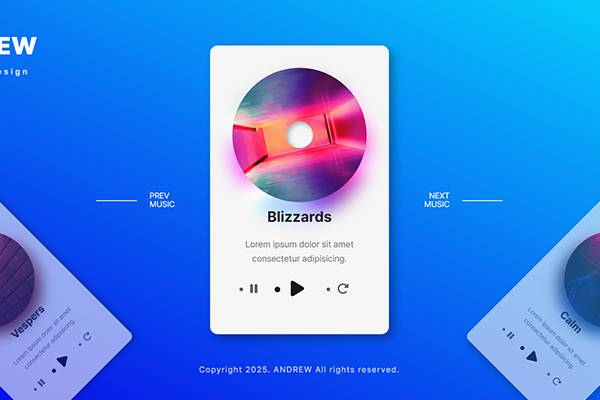 EW
esign
PREV
MUSIC
NEXT
MUSIC
Blizzards
Lorem ipsum dolor sit amet
consectetur adipisicing.
Vespers
Lorem ipsum dolor sit amet
consectetur adipisicing.
Calm
Lorem ipsum dolor sit amet
consectetur adipisicing.
Copyright 2025. ANDREW All rights reserved.